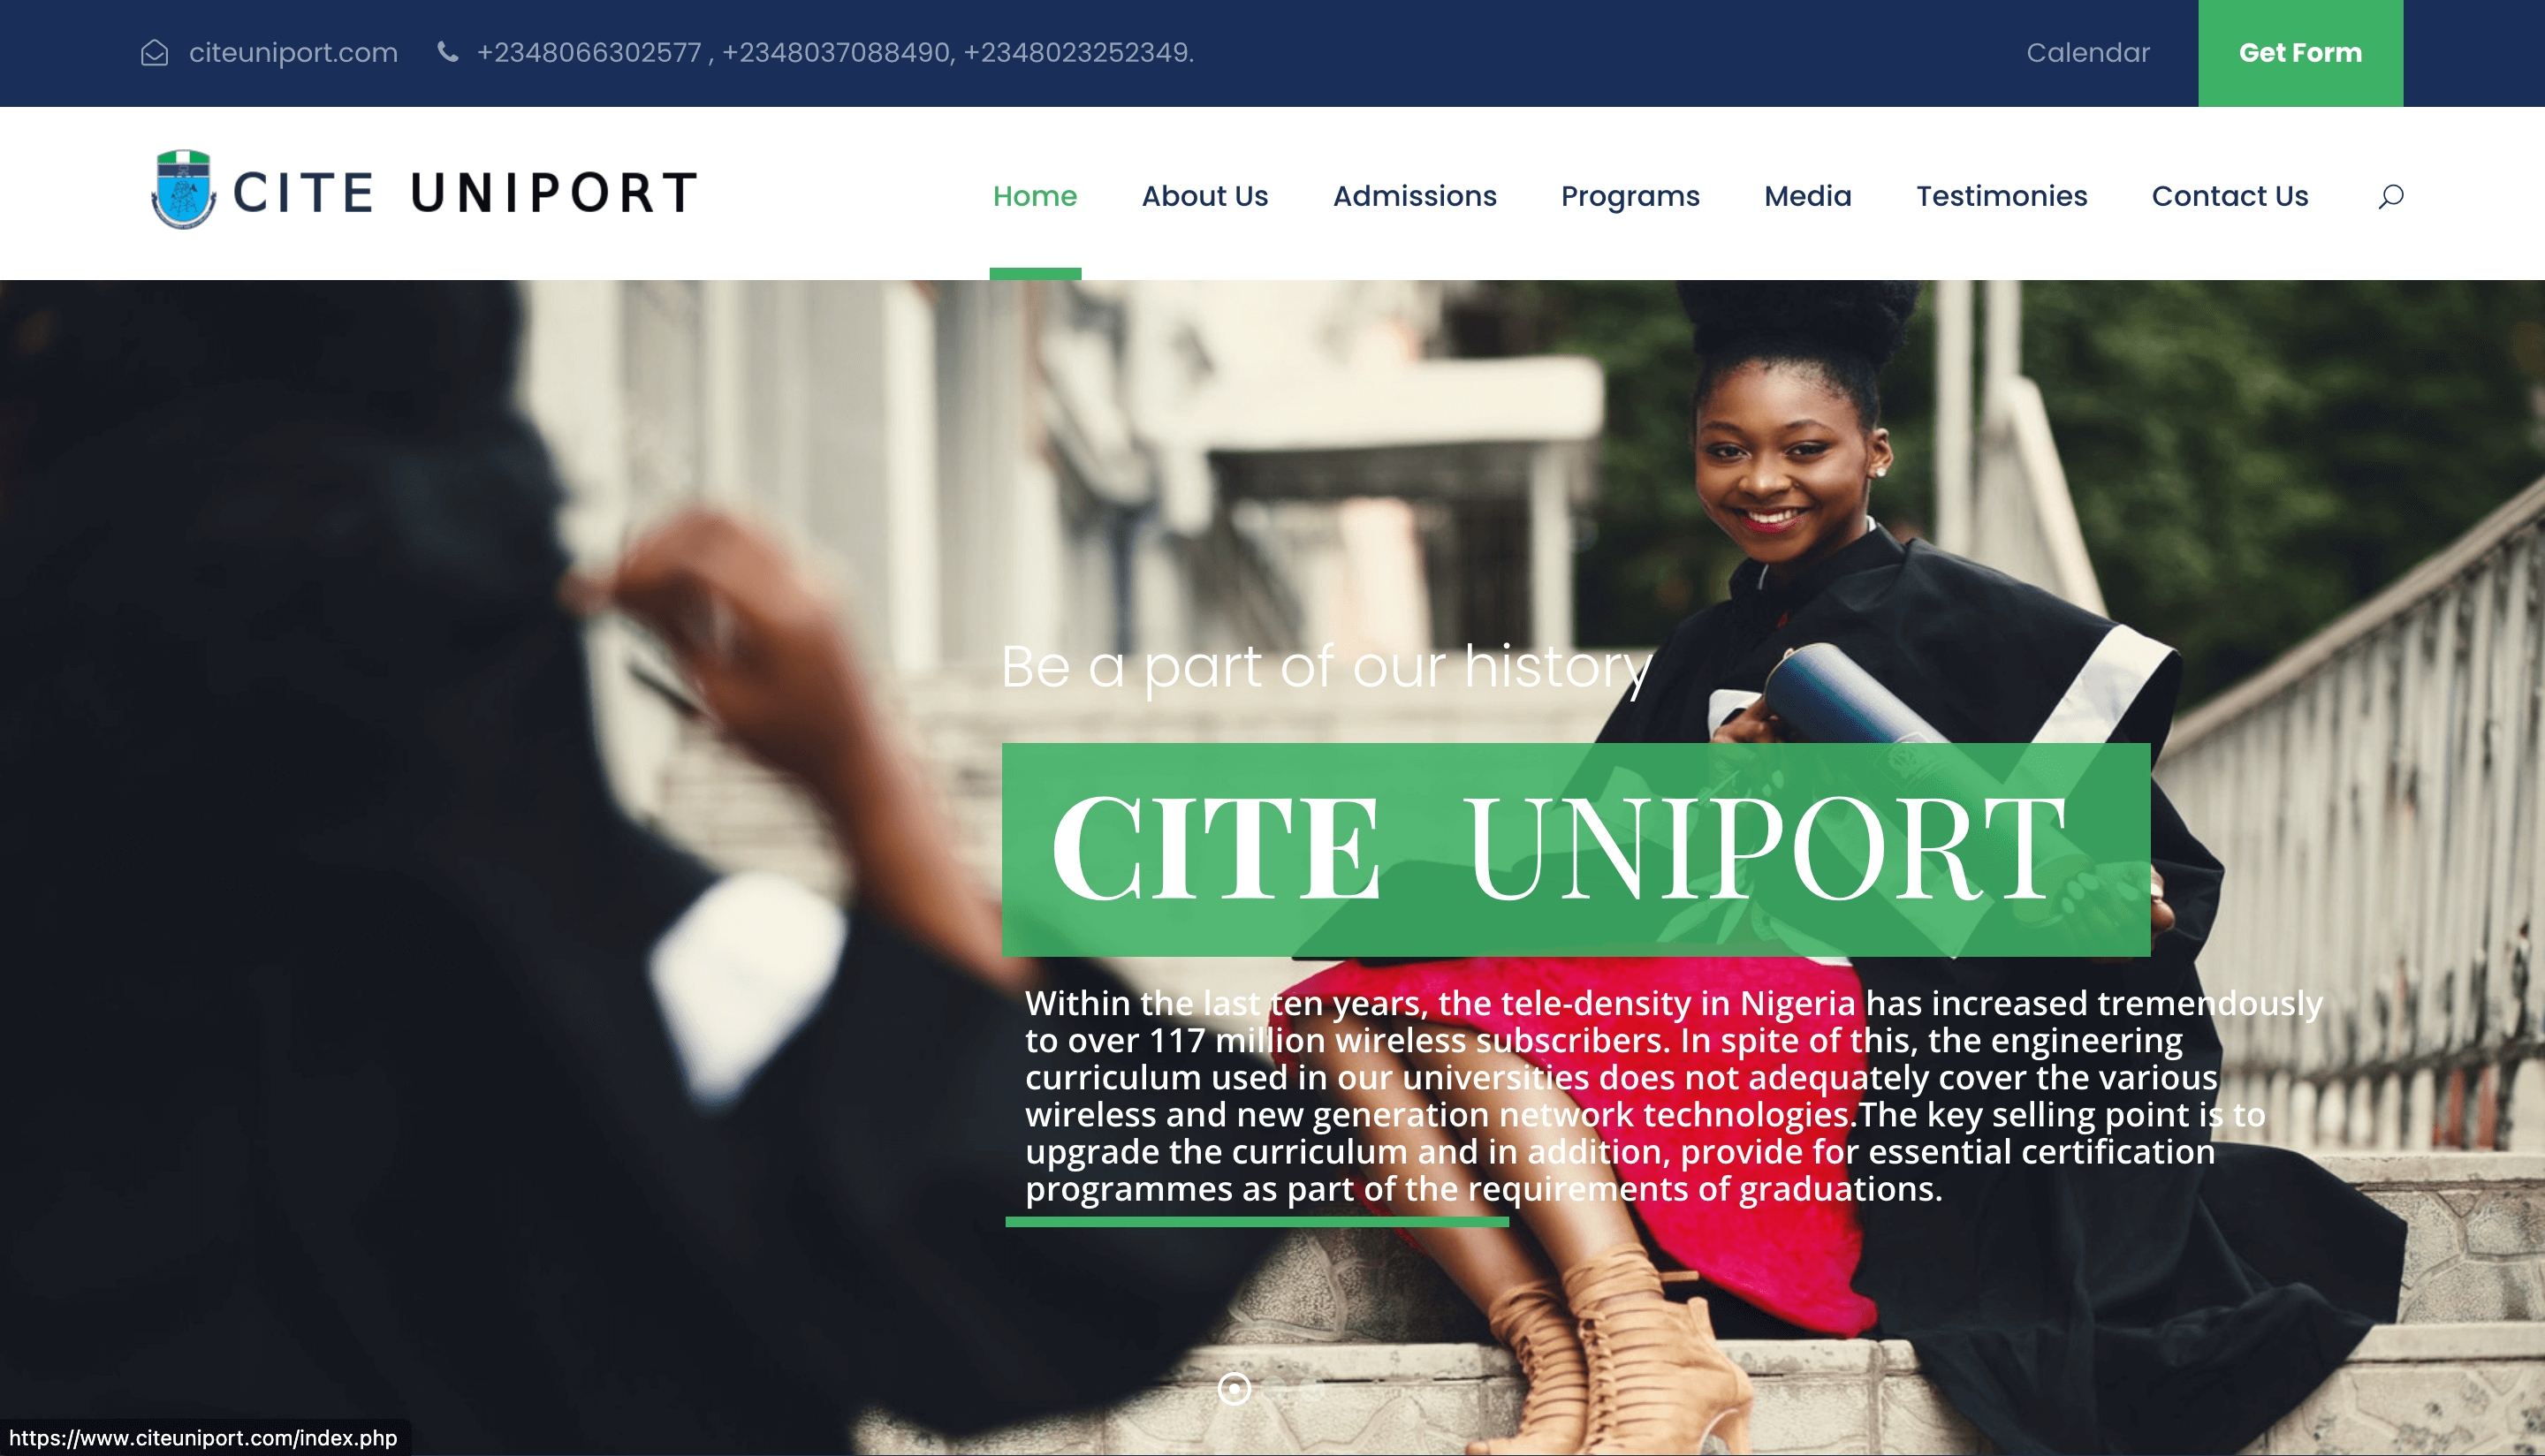 citeuniport.com +2348066302577 , +2348037088490, +2348023252349. Calendar Get Form
CITE UNIPORT
Home About Us Admissions Programs Media Testimonies Contact Us
Be a part of our history
CITE UNIPORT
Within the last ten years, the tele-density in Nigeria has increased tremendously
to over 117 million wireless subscribers. In spite of this, the engineering
curriculum used in our universities does not adequately cover the various
wireless and new generation network technologies.The key selling point is to
upgrade the curriculum and in addition, provide for essential certification
programmes as part of the requirements of graduations.
https://www.citeuniport.com/index.php